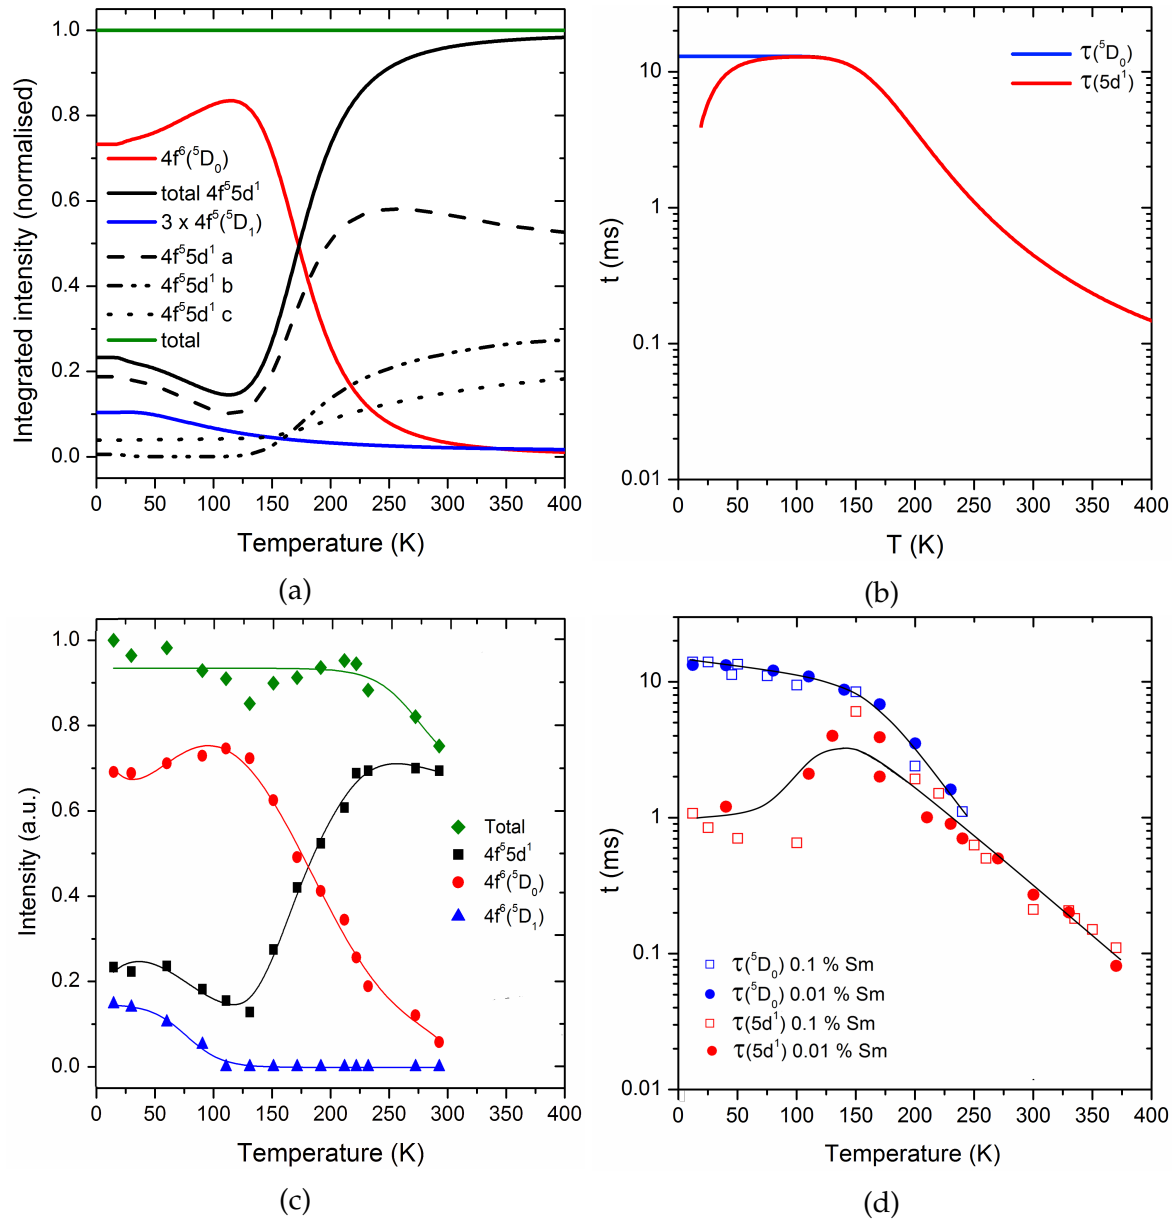 1.0
0.8
0.6
0.4
0.2
0.0
Integrated intensity (normalised)
4f⁶(⁵D₀)
total 4f⁵5d¹
3 x 4f⁵(⁵D₁)
4f⁵5d¹ a
4f⁵5d¹ b
4f⁵5d¹ c
total
0 50 100 150 200 250 300 350 400
Temperature (K)
(a)
10
1
0.1
0.01
t (ms)
τ(⁵D₀)
τ(5d¹)
0 50 100 150 200 250 300 350 400
T (K)
(b)
1.0
0.8
0.6
0.4
0.2
0.0
Intensity (a.u.)
Total
4f⁵5d¹
4f⁶(⁵D₀)
4f⁶(⁵D₁)
0 50 100 150 200 250 300 350 400
Temperature (K)
(c)
10
1
0.1
0.01
t (ms)
τ(⁵D₀) 0.1 % Sm
τ(⁵D₀) 0.01 % Sm
τ(5d¹) 0.1 % Sm
τ(5d¹) 0.01 % Sm
0 50 100 150 200 250 300 350 400
Temperature (K)
(d)